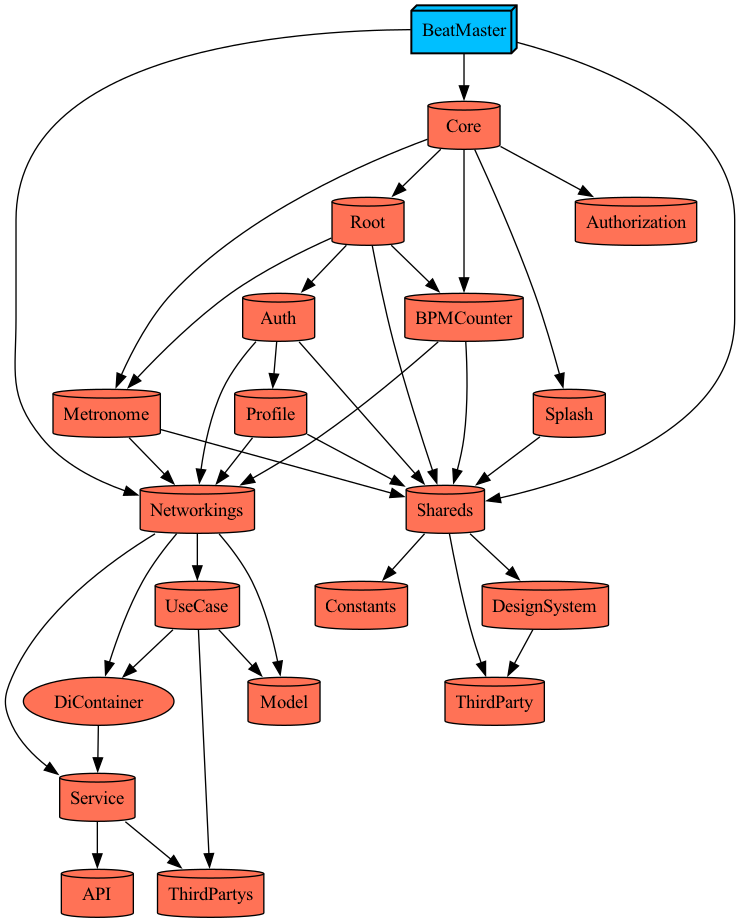 BeatMaster
Core
Root
Authorization
Auth
BPMCounter
Metronome
Profile
Splash
Networkings
Shareds
UseCase
Constants
DesignSystem
DiContainer
Model
ThirdParty
Service
API
ThirdPartys